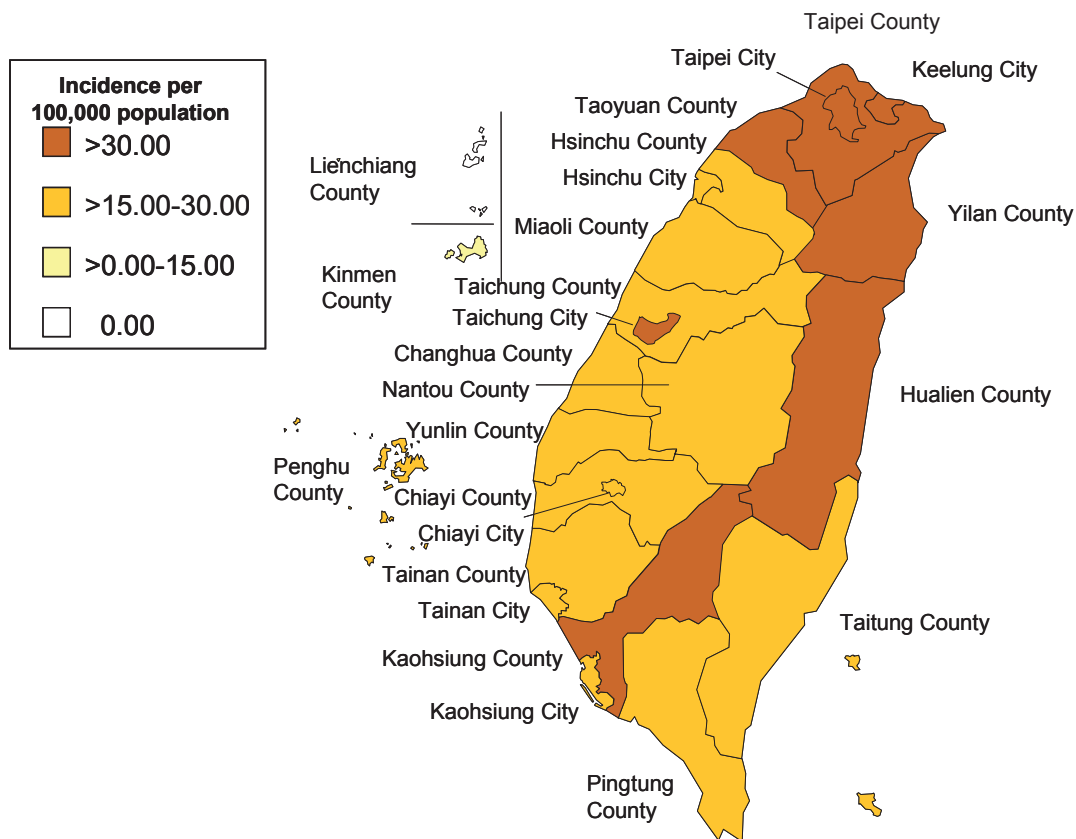 Taipei County
Taipei City
Keelung City
Incidence per
100,000 population
>30.00
>15.00-30.00
>0.00-15.00
0.00
Taoyuan County
Hsinchu County
Lienchiang
County
Hsinchu City
Miaoli County
Yilan County
Kinmen
County
Taichung County
Taichung City
Changhua County
Nantou County
Hualien County
Yunlin County
Penghu
County
Chiayi County
Chiayi City
Tainan County
Tainan City
Taitung County
Kaohsiung County
Kaohsiung City
Pingtung
County